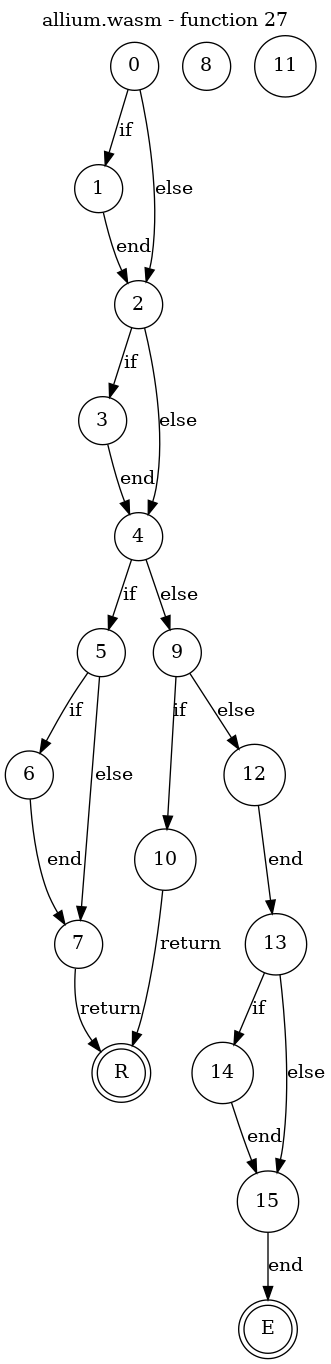 allium.wasm - function 27
0 8 11
if
1 else
end
2
if
3 else
end
4
if else
5 9
if if else
6 else 12
10
end end
7 13
return
return if
R 14 else
end
15
end
E